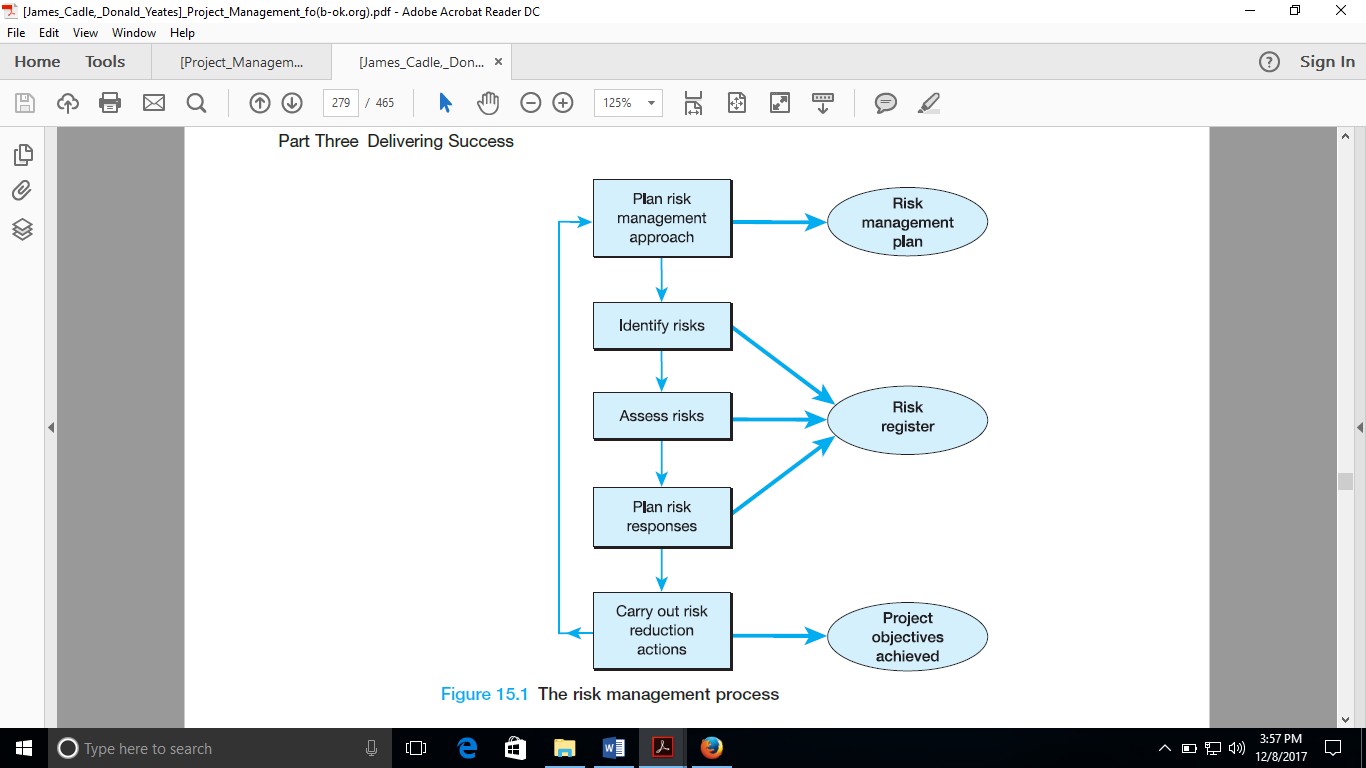 [James_Cadle,_Donald_Yeates]_Project_Management_fo(b-ok.org).pdf - Adobe Acrobat Reader DC
File Edit View Window Help
Home Tools [Project_Managem... [James_Cadle,_Don... × ? Sign In
279 / 465 125%
Part Three Delivering Success
Plan risk
management
approach
Risk
management
plan
Identify risks
Assess risks
Risk
register
Plan risk
responses
Carry out risk
reduction
actions
Project
objectives
achieved
Figure 15.1 The risk management process
Type here to search
3:57 PM
12/8/2017